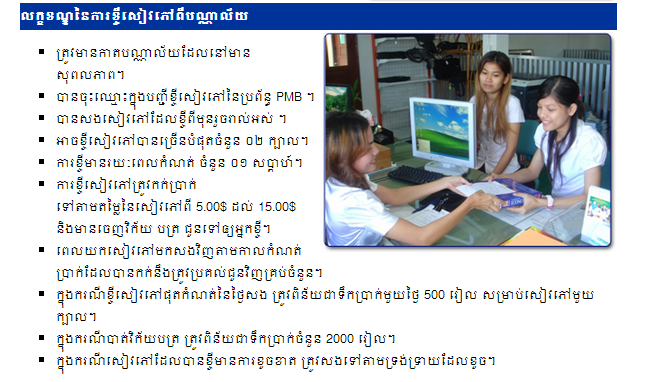 លក្ខខណ្ឌនៃការខ្ចីសៀវភៅពីបណ្ណាល័យ
ត្រូវមានកាតបណ្ណាល័យដែលនៅមាន
សុពលភាព។
បានចុះឈ្មោះក្នុងបញ្ជីខ្ចីសៀវភៅនៃប្រព័ន្ធ PMB ។
បានសងសៀវភៅដែលខ្ចីពីមុនរួចរាល់អស់ ។
អាចខ្ចីសៀវភៅបានច្រើនបំផុតចំនួន ០២ ក្បាល។
ការខ្ចីមានរយៈពេលកំណត់ ចំនួន ០១ សប្តាហ៍។
ការខ្ចីសៀវភៅត្រូវកក់ប្រាក់
ទៅតាមតម្លៃនៃសៀវភៅពី 5.00$ ដល់ 15.00$
និងមានចេញវិក័យ បត្រ ជូនទៅឲ្យអ្នកខ្ចី។
ពេលយកសៀវភៅមកសងវិញតាមកាលកំណត់
ប្រាក់ដែលបានកក់នឹងត្រូវប្រគល់ជូនវិញគ្រប់ចំនួន។
ក្នុងករណីខ្ចីសៀវភៅផុតកំណត់នៃថ្ងៃសង ត្រូវពិន័យជាទឹកប្រាក់មួយថ្ងៃ 500 រៀល សម្រាប់សៀវភៅមួយ
ក្បាល។
ក្នុងករណីបាត់វិក័យបត្រ ត្រូវពិន័យជាទឹកប្រាក់ចំនួន 2000 រៀល។
ក្នុងករណីសៀវភៅដែលបានខ្ចីមានការខូចខាត ត្រូវសងទៅតាមទ្រង់ទ្រាយដែលខូច។